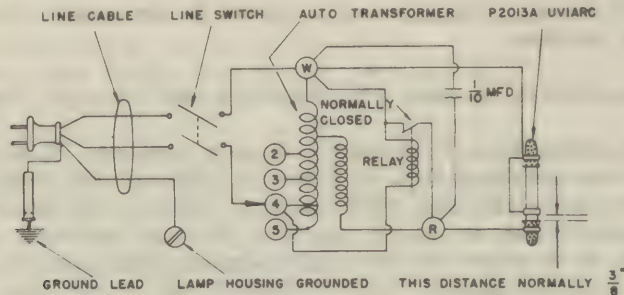 LINE CABLE
LINE SWITCH
AUTO TRANSFORMER
P2013A UVIARC
W
NORMALLY
CLOSED
1/10 MFD
2
3
RELAY
4
5
R
GROUND LEAD
LAMP HOUSING GROUNDED
THIS DISTANCE NORMALLY 3/8"